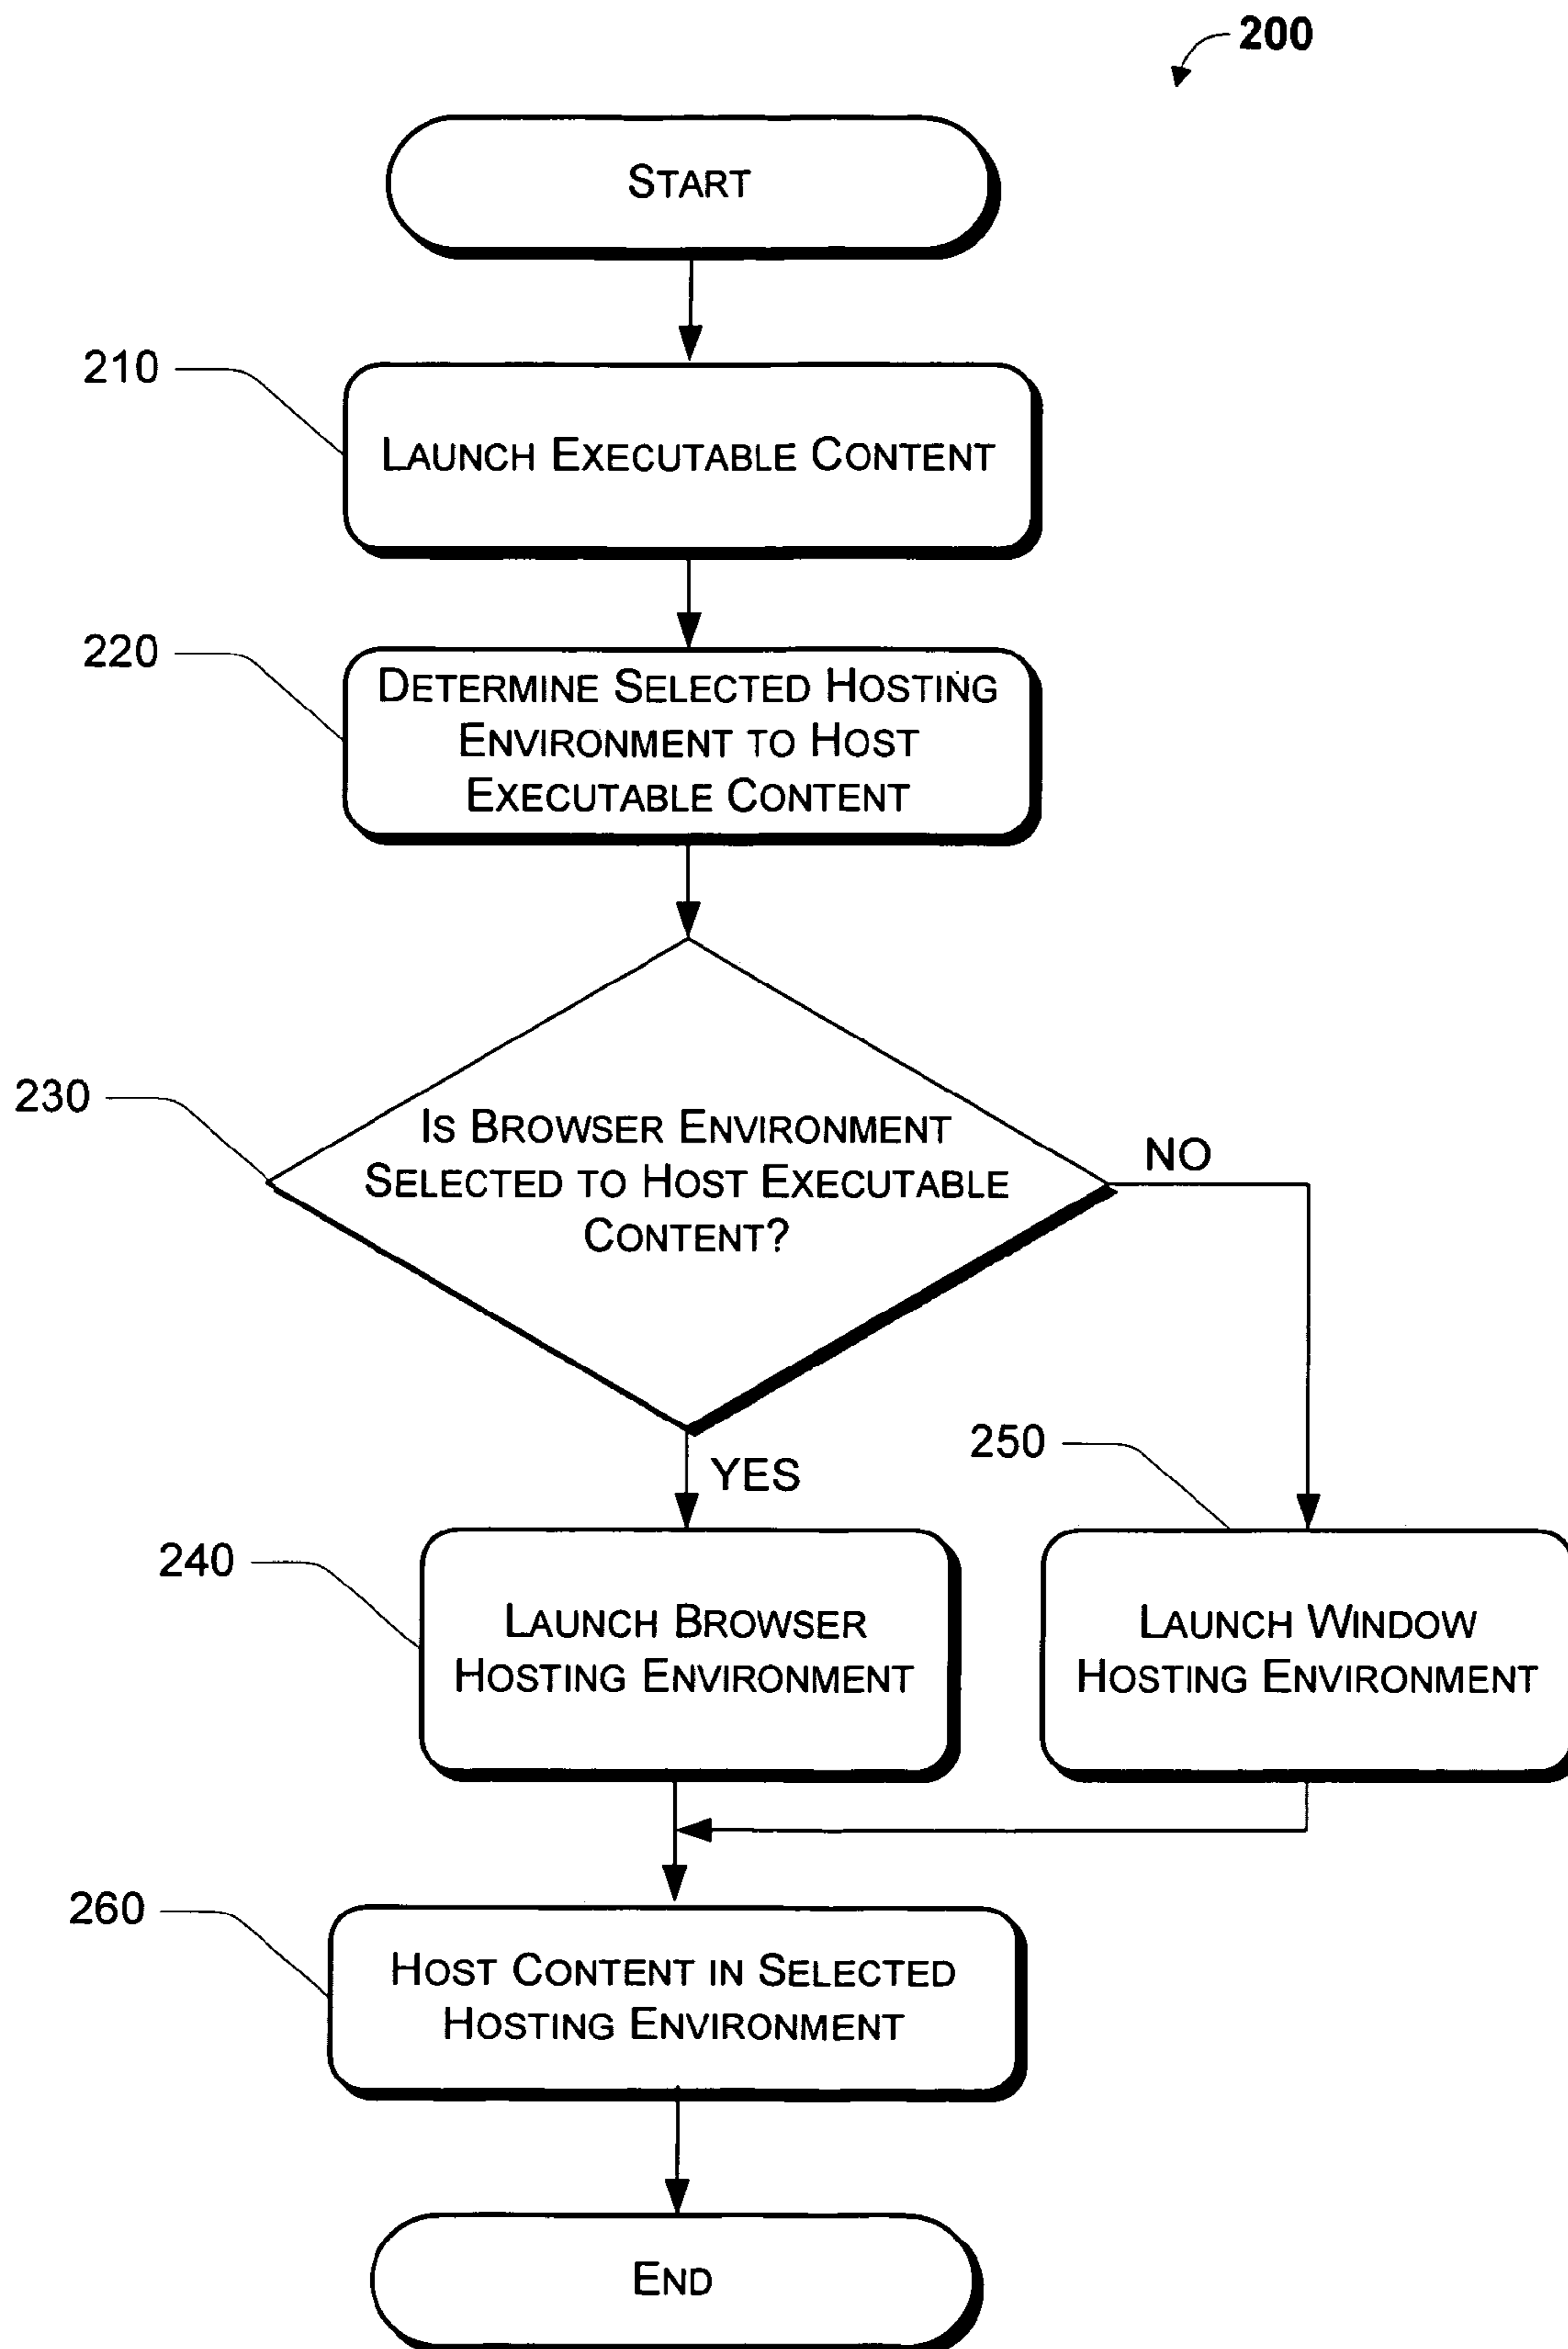 200
START
210
LAUNCH EXECUTABLE CONTENT
220
DETERMINE SELECTED HOSTING
ENVIRONMENT TO HOST
EXECUTABLE CONTENT
230
IS BROWSER ENVIRONMENT
SELECTED TO HOST EXECUTABLE
CONTENT?
NO
YES
240
LAUNCH BROWSER
HOSTING ENVIRONMENT
250
LAUNCH WINDOW
HOSTING ENVIRONMENT
260
HOST CONTENT IN SELECTED
HOSTING ENVIRONMENT
END